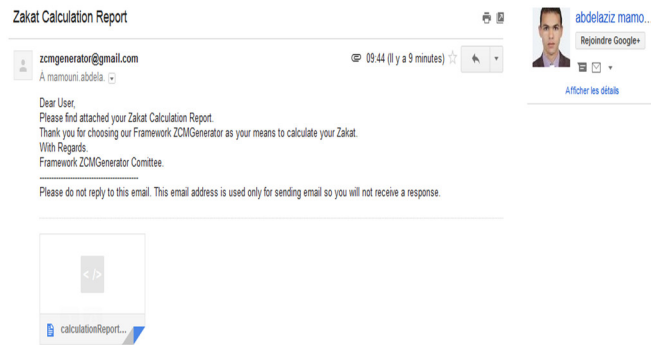 Zakat Calculation Report
abdelaziz mamo...
Rejoindre Google+
Afficher les détails
zcmgenerator@gmail.com
09:44 (Il y a 9 minutes)
À mamouni.abdela.
Dear User,
Please find attached your Zakat Calculation Report.
Thank you for choosing our Framework ZCMGenerator as your means to calculate your Zakat.
With Regards.
Framework ZCMGenerator Comittee.
----------------------------------------
Please do not reply to this email. This email address is used only for sending email so you will not receive a response.
</>
calculationReport...